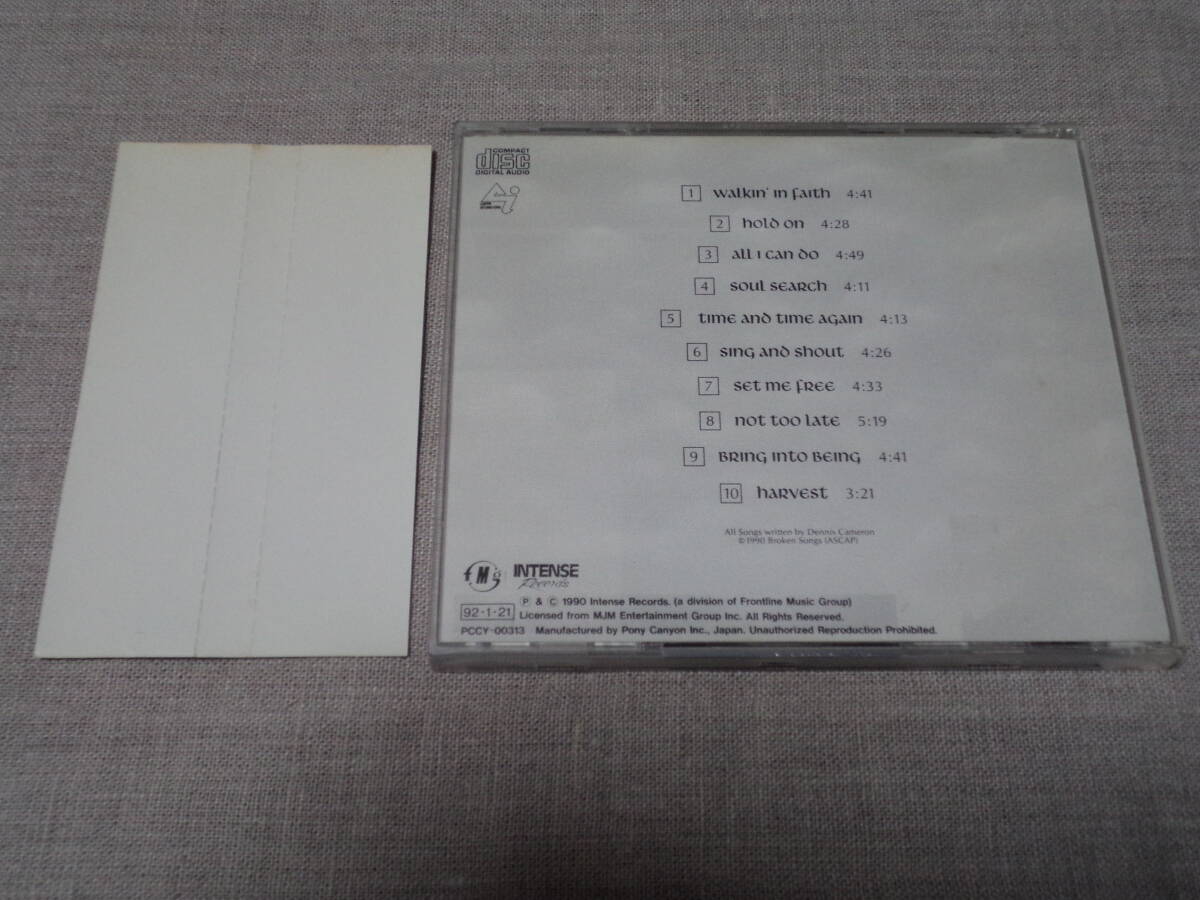 COMPACT
disc
DIGITAL AUDIO
1 walkin' in faith 4:41
2 hold on 4:28
3 all i can do 4:49
4 soul search 4:11
5 time and time again 4:13
6 sing and shout 4:26
7 set me free 4:33
8 not too late 5:19
9 bring into being 4:41
10 harvest 3:21
All Songs written by Dennis Cameron
©1990 Broken Songs (ASCAP)
fMg INTENSE
Records
Ⓟ & © 1990 Intense Records. (a division of Frontline Music Group)
92·1·21 Licensed from MJM Entertainment Group Inc. All Rights Reserved.
PCCY-00313 Manufactured by Pony Canyon Inc., Japan. Unauthorized Reproduction Prohibited.